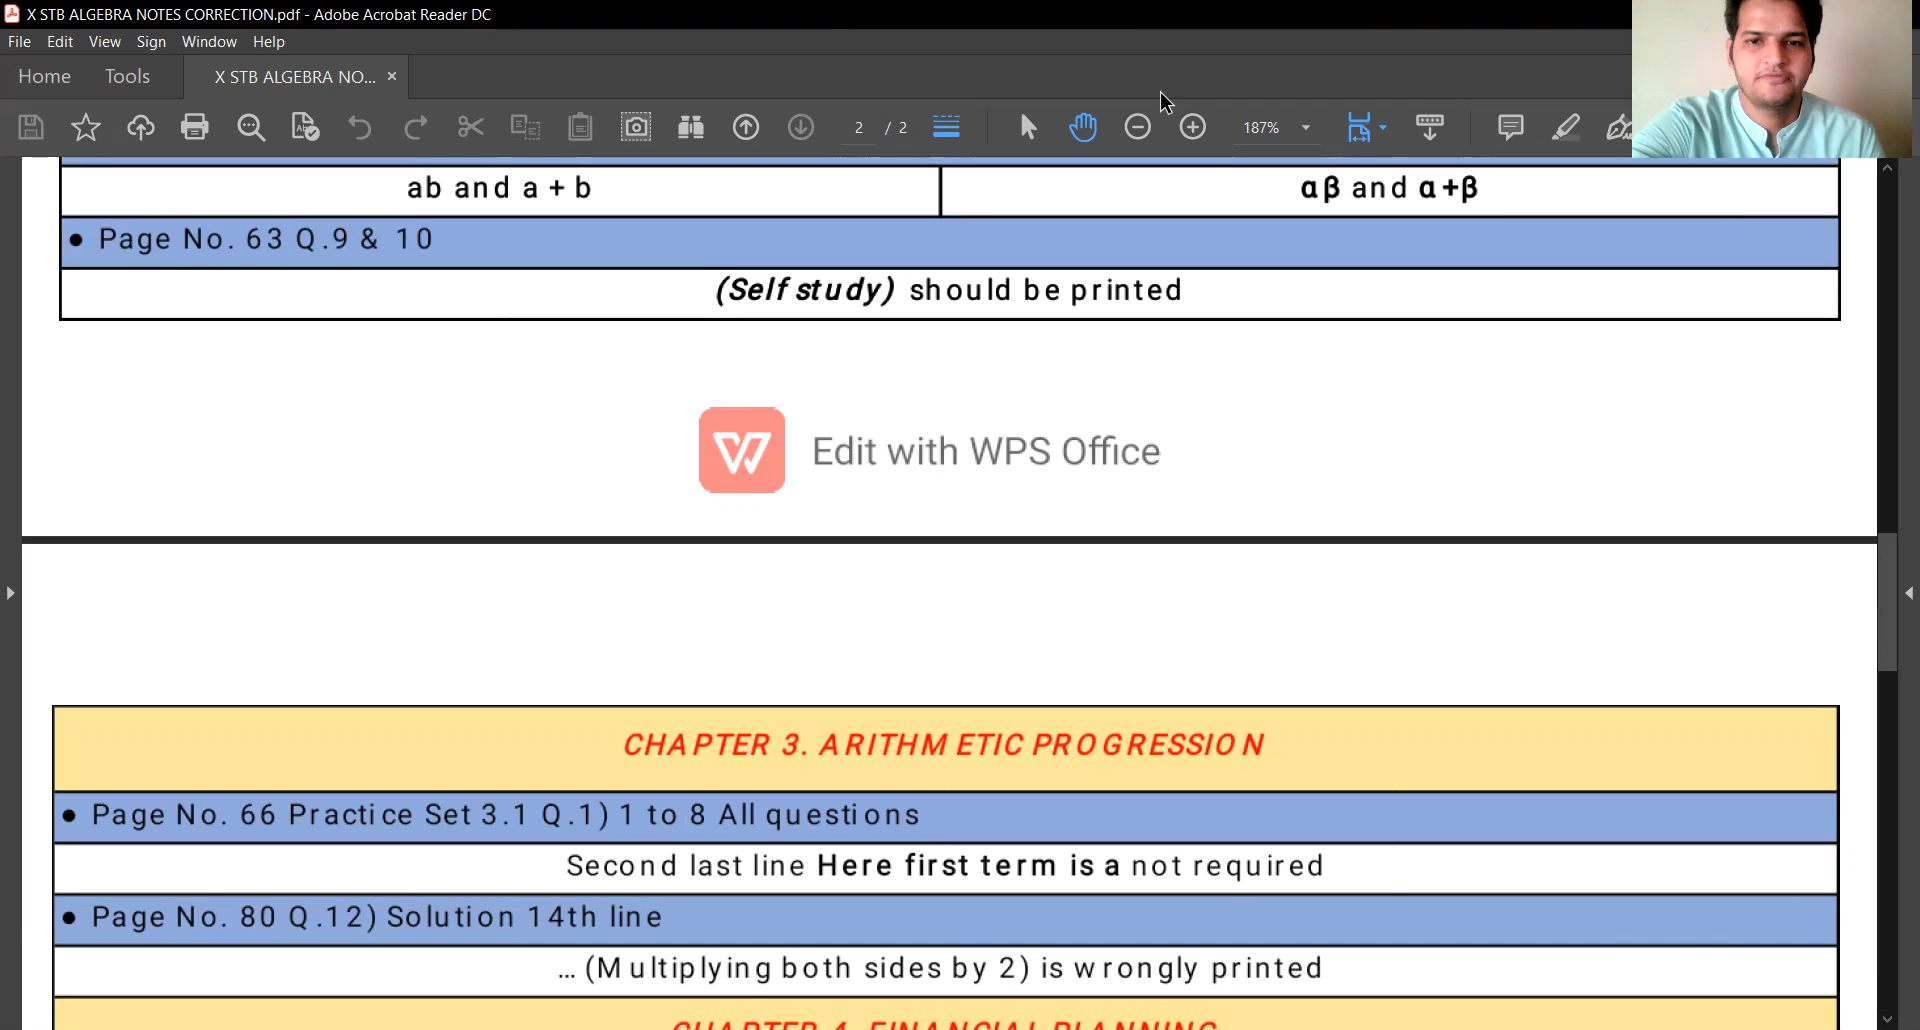 X STB ALGEBRA NOTES CORRECTION.pdf - Adobe Acrobat Reader DC
File Edit View Sign Window Help
Home Tools X STB ALGEBRA NO... ×
2 / 2 187%
ab and a + b αβ and α+β
• Page No. 63 Q.9 & 10
(Self study) should be printed
Edit with WPS Office
CHAPTER 3. ARITHMETIC PROGRESSION
• Page No. 66 Practice Set 3.1 Q.1) 1 to 8 All questions
Second last line Here first term is a not required
• Page No. 80 Q.12) Solution 14th line
... (Multiplying both sides by 2) is wrongly printed
CHAPTER 4. FINANCIAL PLANNING